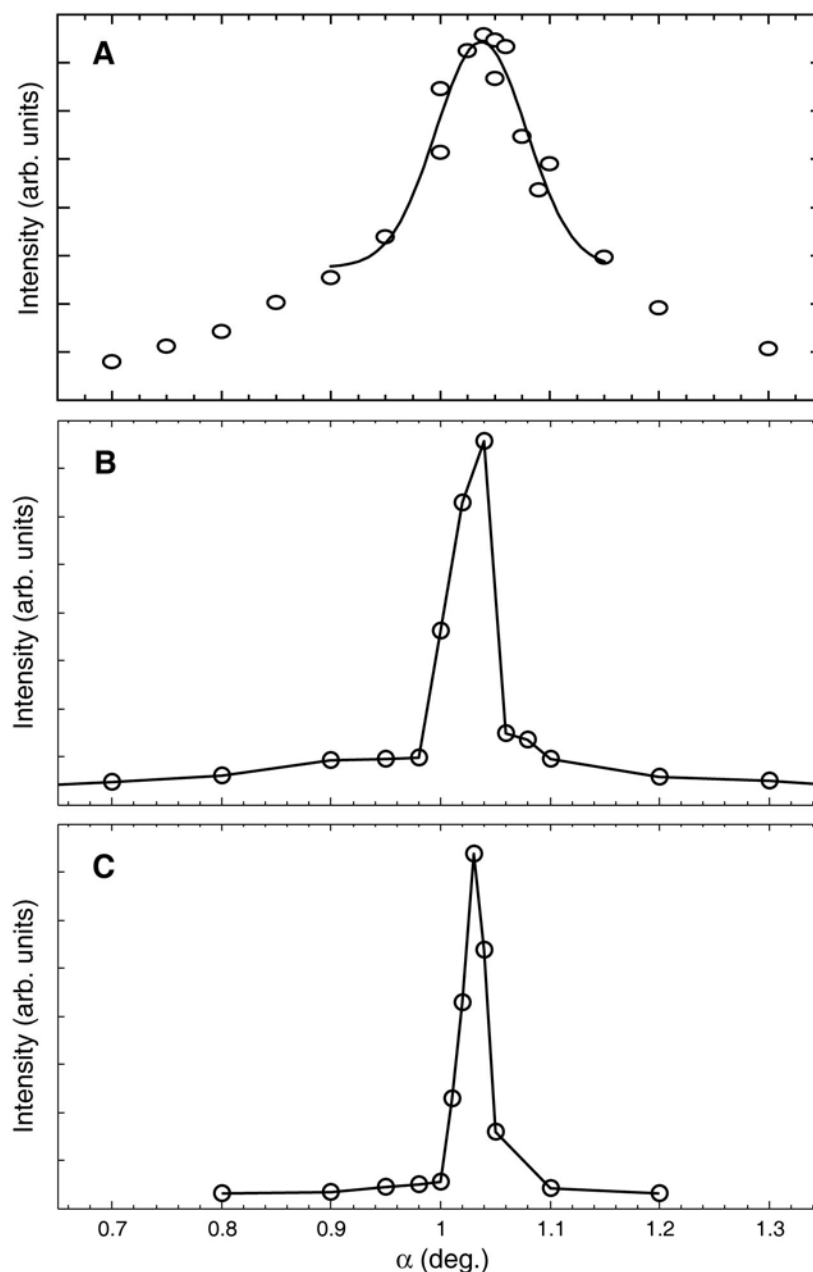 A
Intensity (arb. units)
B
Intensity (arb. units)
C
Intensity (arb. units)
0.7 0.8 0.9 1 1.1 1.2 1.3
α (deg.)